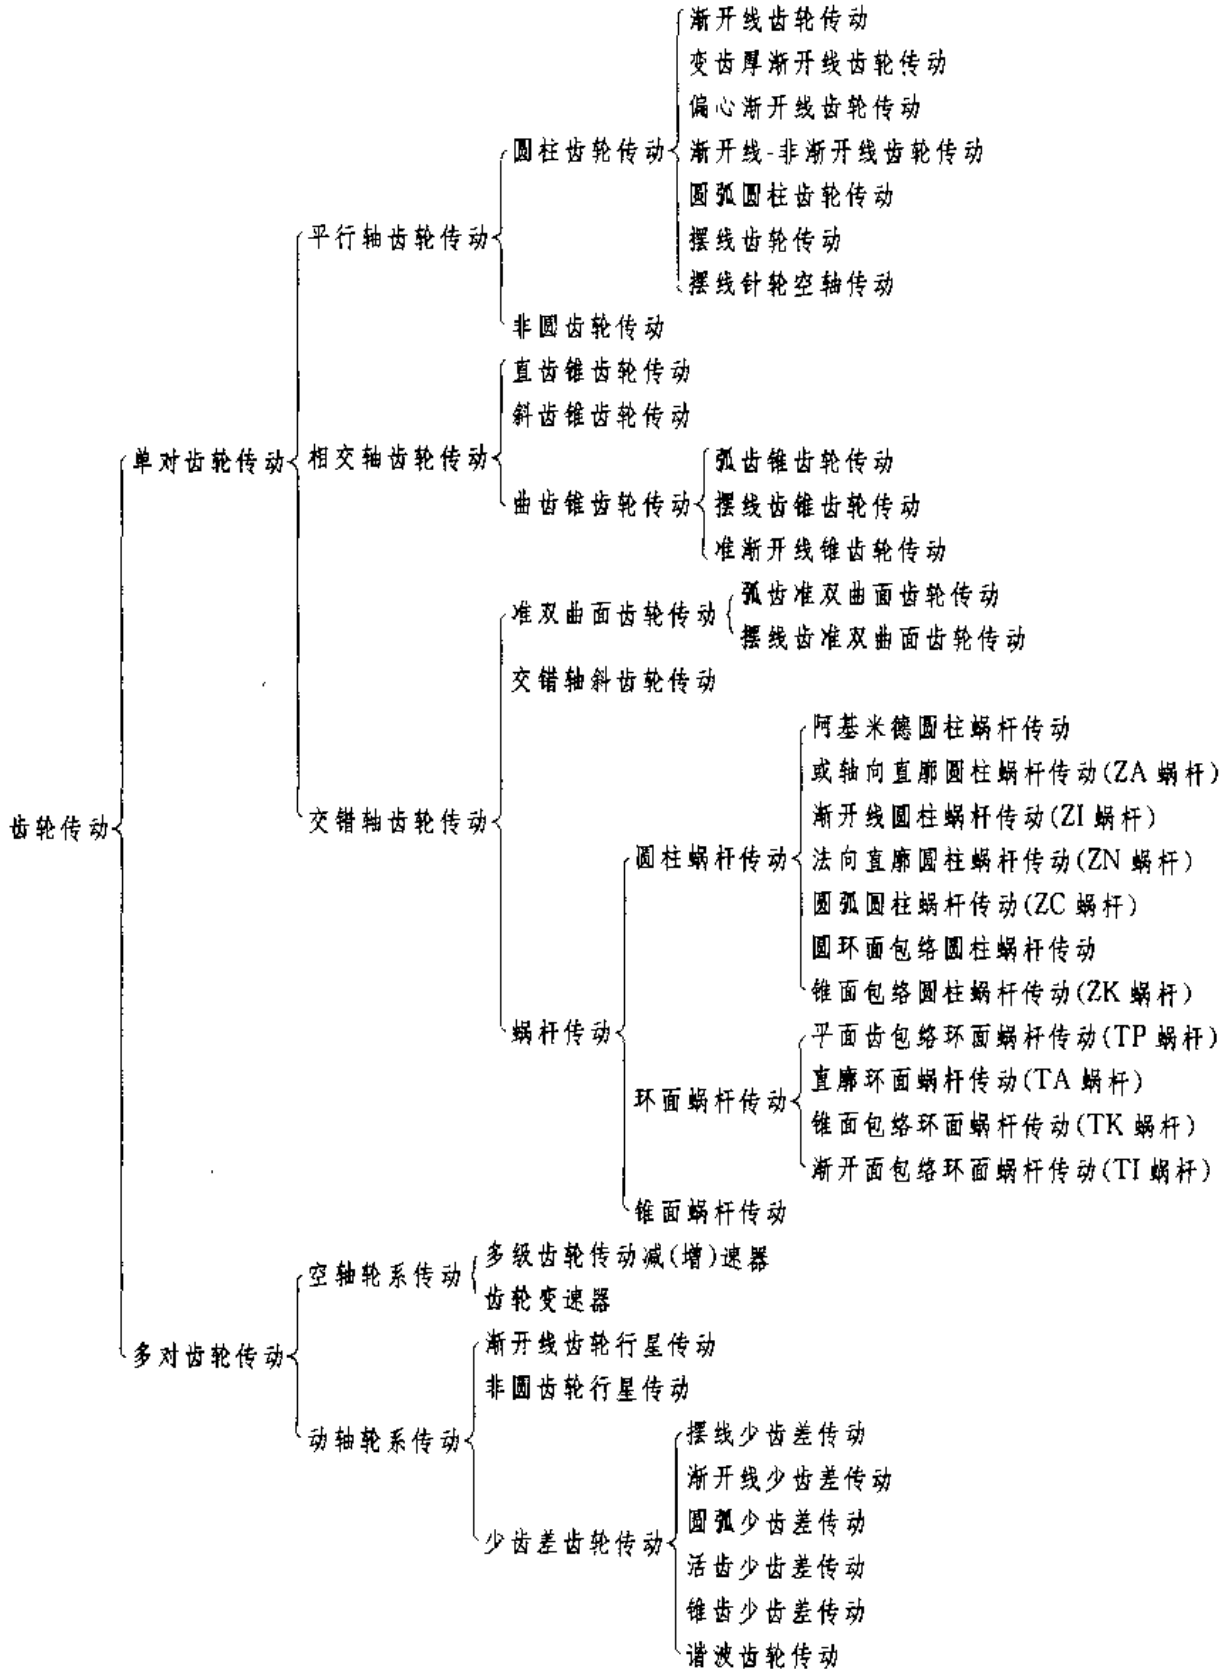 渐开线齿轮传动
变齿厚渐开线齿轮传动
偏心渐开线齿轮传动
圆柱齿轮传动 渐开线-非渐开线齿轮传动
圆弧圆柱齿轮传动
平行轴齿轮传动 摆线齿轮传动
摆线针轮空轴传动
非圆齿轮传动
直齿锥齿轮传动
斜齿锥齿轮传动
单对齿轮传动 相交轴齿轮传动 弧齿锥齿轮传动
曲齿锥齿轮传动 摆线齿锥齿轮传动
准渐开线锥齿轮传动
弧齿准双曲面齿轮传动
准双曲面齿轮传动
摆线齿准双曲面齿轮传动
交错轴斜齿轮传动
阿基米德圆柱蜗杆传动
或轴向直廓圆柱蜗杆传动(ZA 蜗杆)
齿轮传动 交错轴齿轮传动 渐开线圆柱蜗杆传动(ZI 蜗杆)
圆柱蜗杆传动 法向直廓圆柱蜗杆传动(ZN 蜗杆)
圆弧圆柱蜗杆传动(ZC 蜗杆)
圆环面包络圆柱蜗杆传动
锥面包络圆柱蜗杆传动(ZK 蜗杆)
蜗杆传动 平面齿包络环面蜗杆传动(TP 蜗杆)
直廓环面蜗杆传动(TA 蜗杆)
环面蜗杆传动
锥面包络环面蜗杆传动(TK 蜗杆)
渐开面包络环面蜗杆传动(TI 蜗杆)
锥面蜗杆传动
多级齿轮传动减(增)速器
空轴轮系传动
齿轮变速器
多对齿轮传动 渐开线齿轮行星传动
非圆齿轮行星传动
动轴轮系传动 摆线少齿差传动
渐开线少齿差传动
圆弧少齿差传动
少齿差齿轮传动
活齿少齿差传动
锥齿少齿差传动
谐波齿轮传动